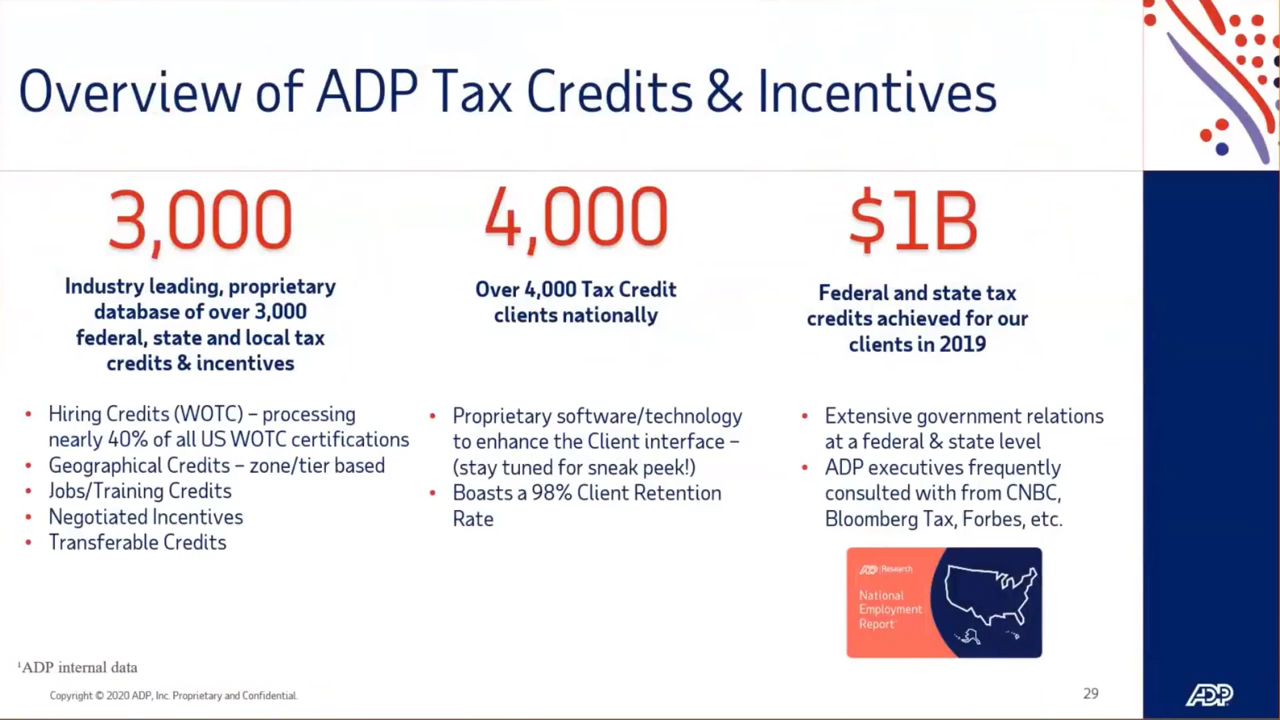 Overview of ADP Tax Credits & Incentives
3,000
Industry leading, proprietary
database of over 3,000
federal, state and local tax
credits & incentives
• Hiring Credits (WOTC) – processing
nearly 40% of all US WOTC certifications
• Geographical Credits – zone/tier based
• Jobs/Training Credits
• Negotiated Incentives
• Transferable Credits
4,000
Over 4,000 Tax Credit
clients nationally
• Proprietary software/technology
to enhance the Client interface –
(stay tuned for sneak peek!)
• Boasts a 98% Client Retention
Rate
$1B
Federal and state tax
credits achieved for our
clients in 2019
• Extensive government relations
at a federal & state level
• ADP executives frequently
consulted with from CNBC,
Bloomberg Tax, Forbes, etc.
ADP | Research
National
Employment
Report
¹ADP internal data
Copyright © 2020 ADP, Inc. Proprietary and Confidential.
29
ADP